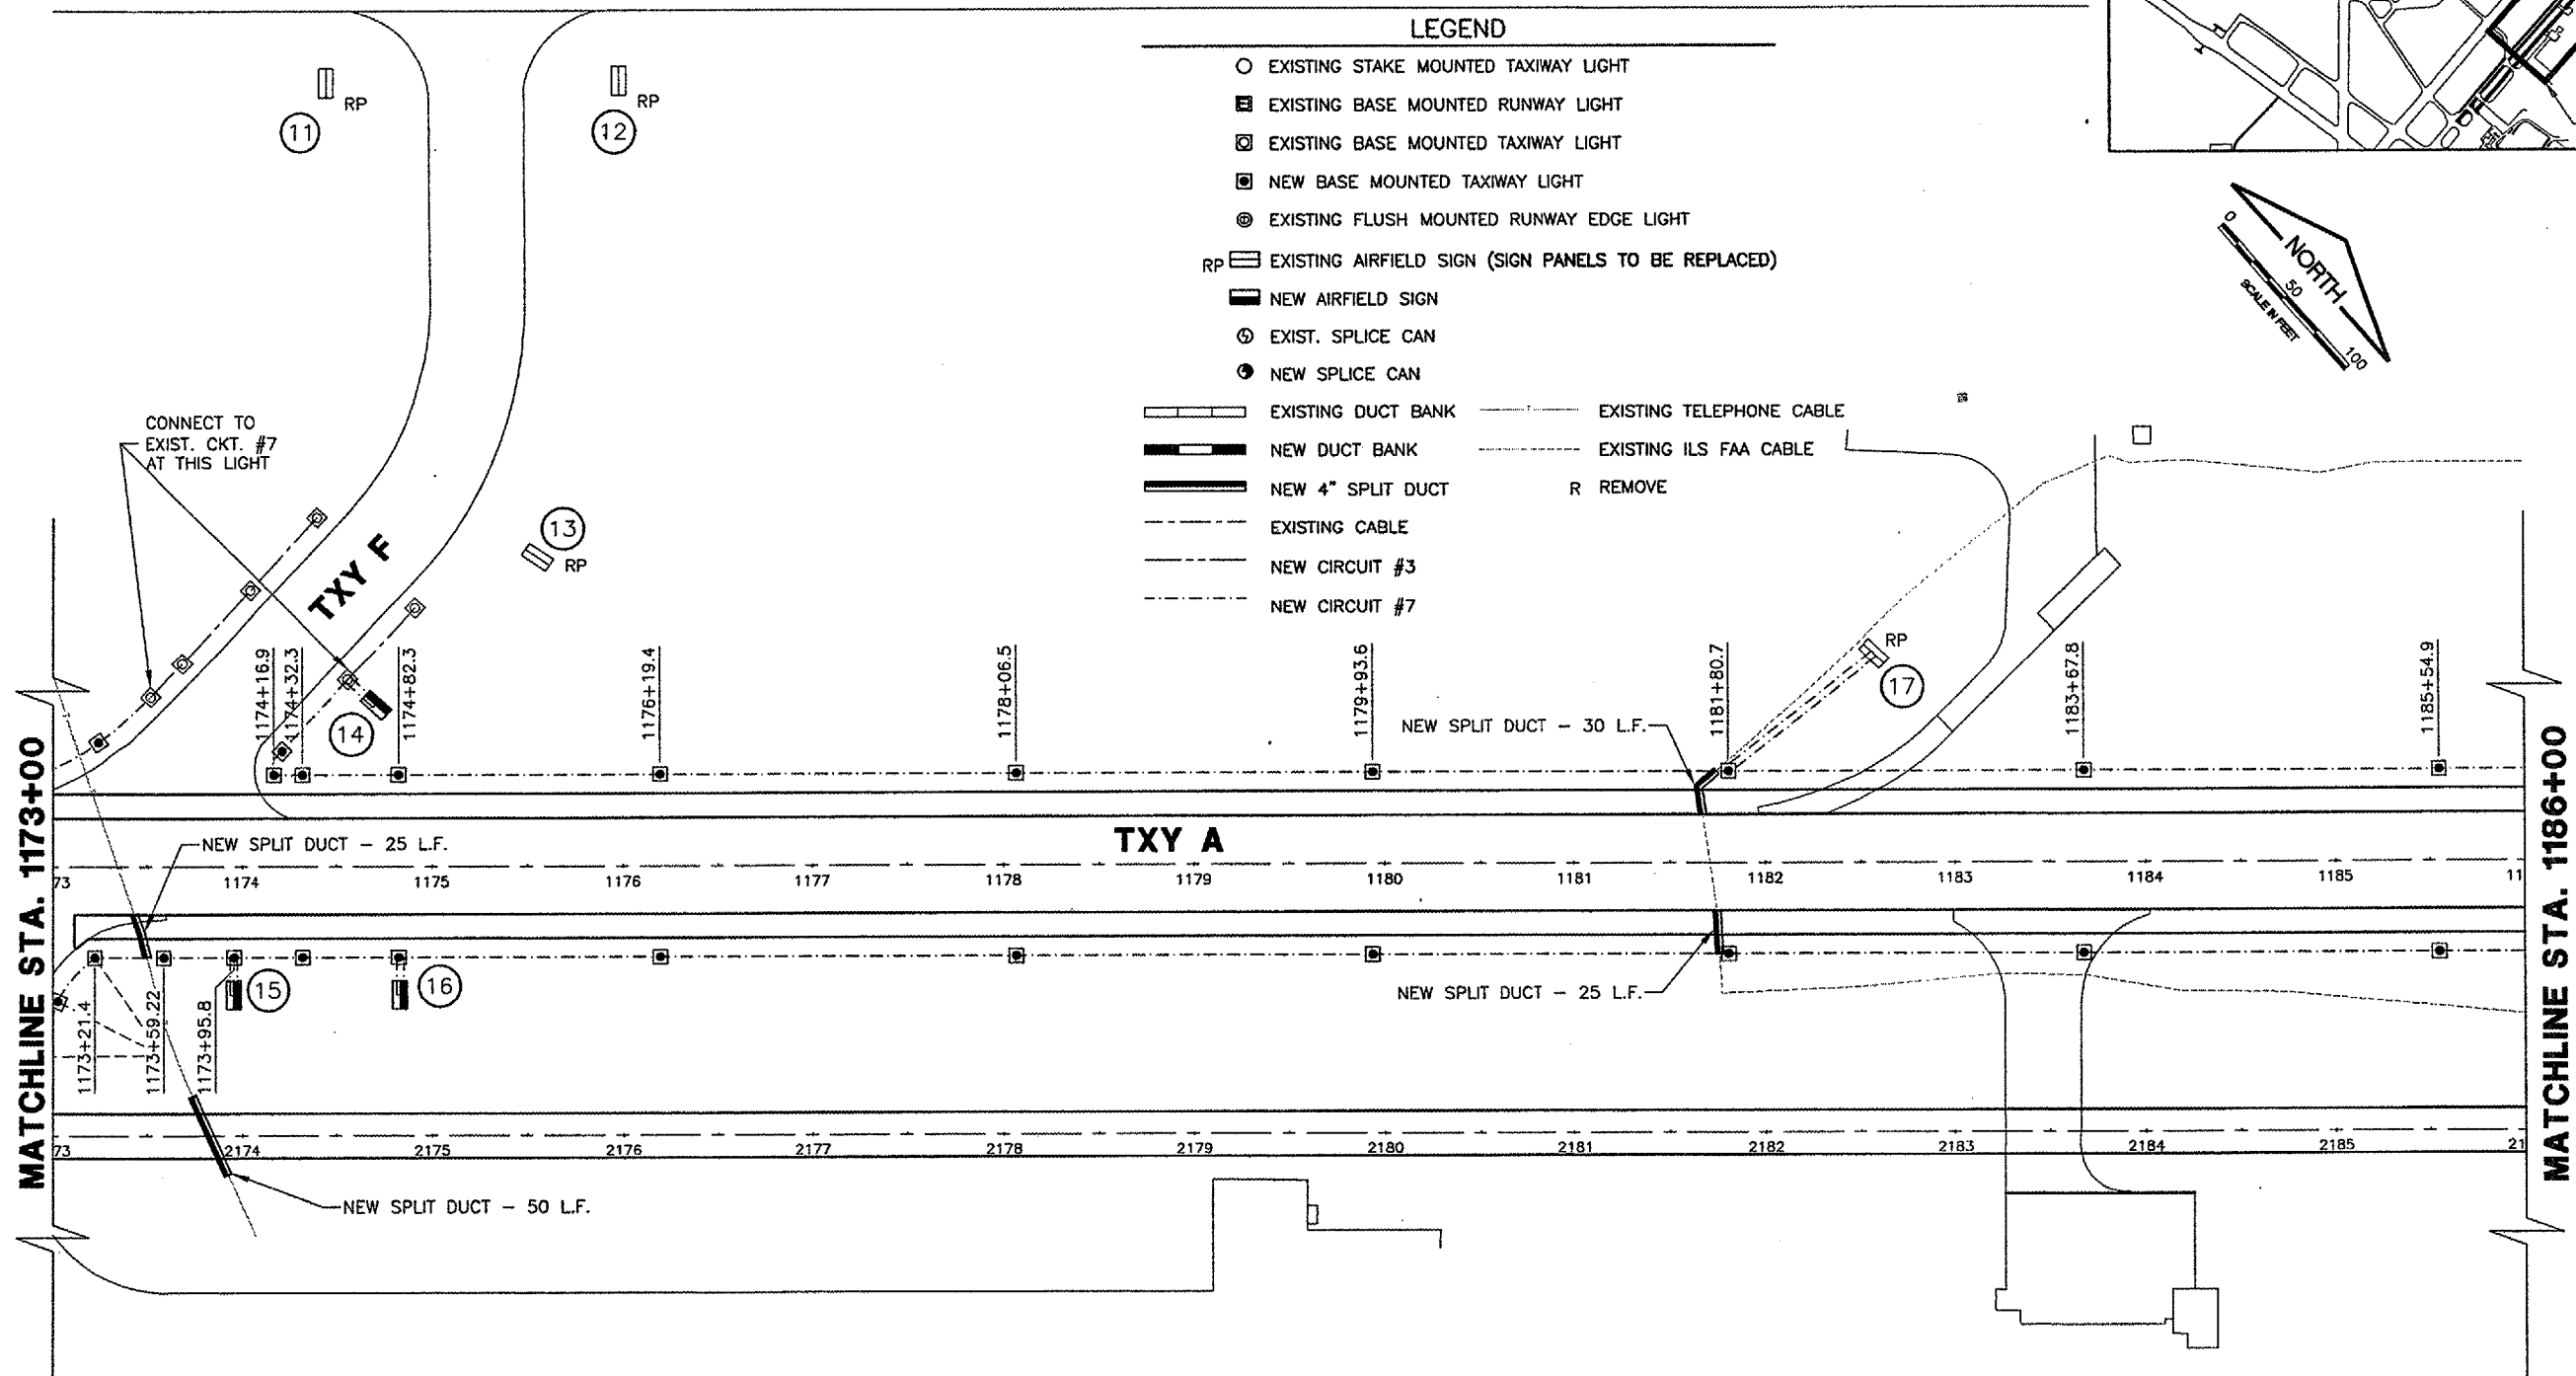 LEGEND
EXISTING STAKE MOUNTED TAXIWAY LIGHT
EXISTING BASE MOUNTED RUNWAY LIGHT
EXISTING BASE MOUNTED TAXIWAY LIGHT
NEW BASE MOUNTED TAXIWAY LIGHT
EXISTING FLUSH MOUNTED RUNWAY EDGE LIGHT
RP EXISTING AIRFIELD SIGN (SIGN PANELS TO BE REPLACED)
NEW AIRFIELD SIGN
EXIST. SPLICE CAN
NEW SPLICE CAN
EXISTING DUCT BANK
EXISTING TELEPHONE CABLE
NEW DUCT BANK
EXISTING ILS FAA CABLE
NEW 4" SPLIT DUCT
R REMOVE
EXISTING CABLE
NEW CIRCUIT #3
NEW CIRCUIT #7
NORTH
0 50 100
SCALE IN FEET
RP
11
RP
12
CONNECT TO
EXIST. CKT. #7
AT THIS LIGHT
13
RP
TXY F
14
RP
17
1174+16.9
1174+32.3
1174+82.3
1176+19.4
1178+06.5
1179+93.6
1181+80.7
1183+67.8
1185+54.9
NEW SPLIT DUCT - 30 L.F.
MATCHLINE STA. 1173+00
MATCHLINE STA. 1186+00
NEW SPLIT DUCT - 25 L.F.
TXY A
73 1174 1175 1176 1177 1178 1179 1180 1181 1182 1183 1184 1185 11
15
16
NEW SPLIT DUCT - 25 L.F.
1173+21.4
1173+59.22
1173+95.8
73 2174 2175 2176 2177 2178 2179 2180 2181 2182 2183 2184 2185 21
NEW SPLIT DUCT - 50 L.F.